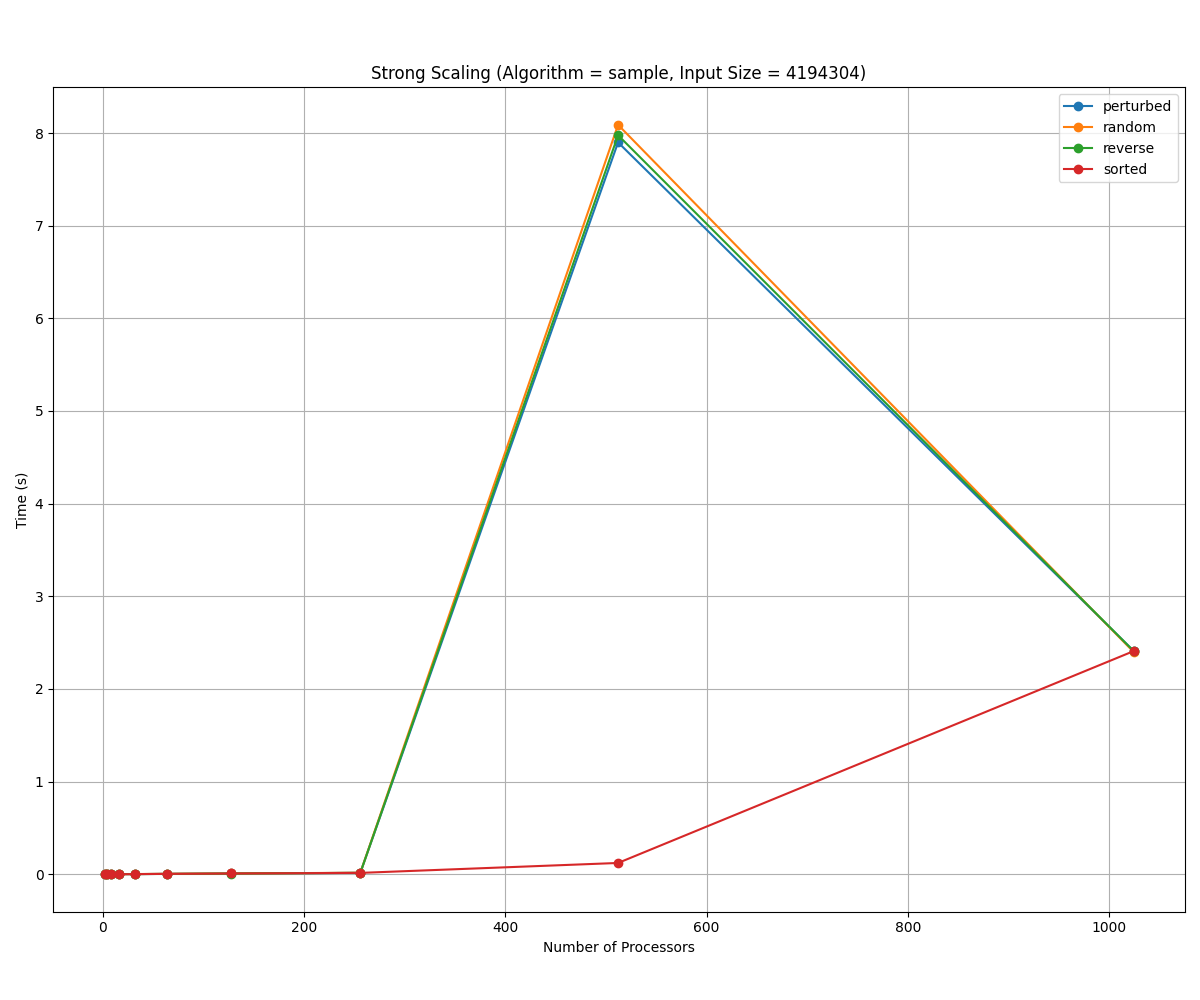 Strong Scaling (Algorithm = sample, Input Size = 4194304)
perturbed
random
reverse
sorted
8
7
6
5
4
3
2
1
0
Time (s)
0 200 400 600 800 1000
Number of Processors